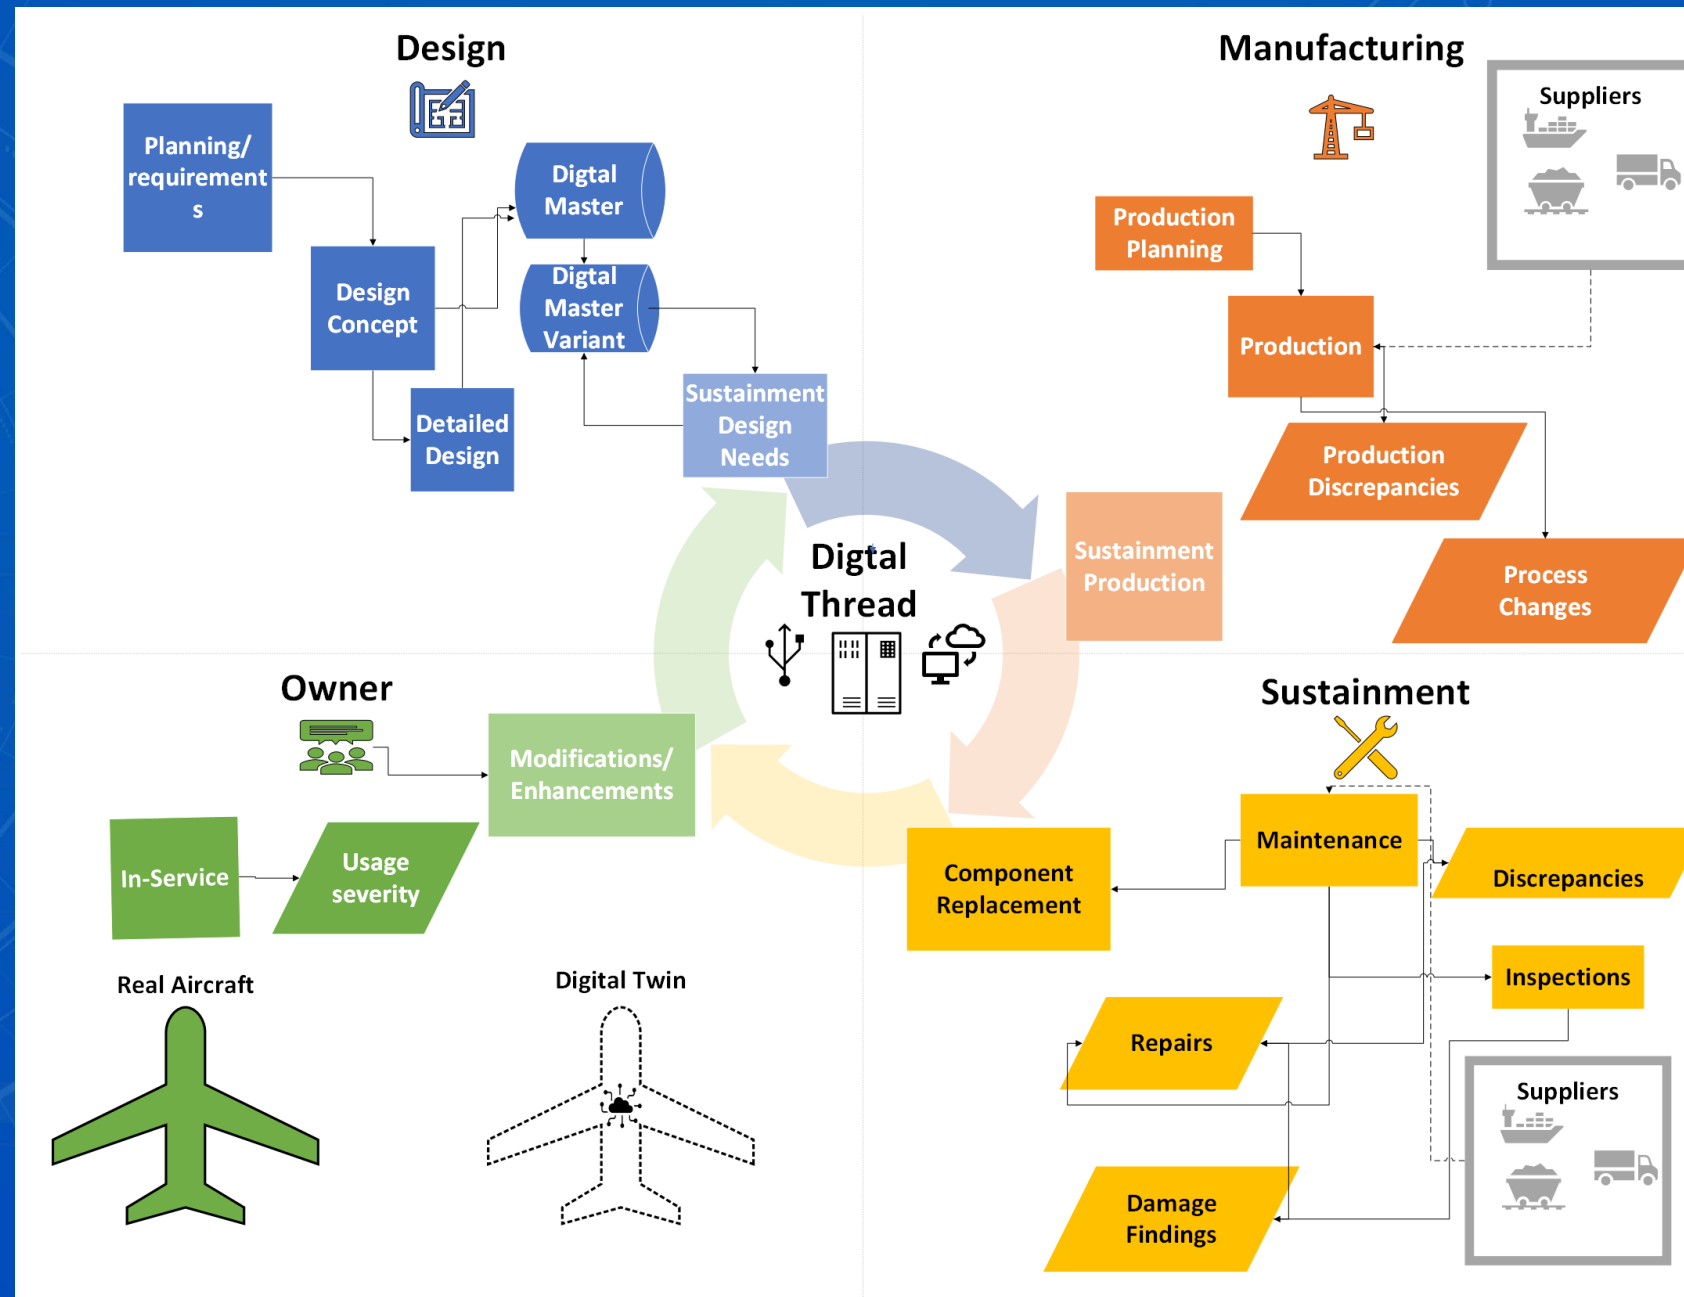 Design
Planning/
requirement
s
Digtal
Master
Design
Concept
Digtal
Master
Variant
Detailed
Design
Sustainment
Design
Needs
Manufacturing
Suppliers
Production
Planning
Production
Production
Discrepancies
Sustainment
Production
Process
Changes
Digtal
Thread
Owner
Modifications/
Enhancements
In-Service
Usage
severity
Real Aircraft
Digital Twin
Sustainment
Maintenance
Component
Replacement
Discrepancies
Inspections
Repairs
Suppliers
Damage
Findings